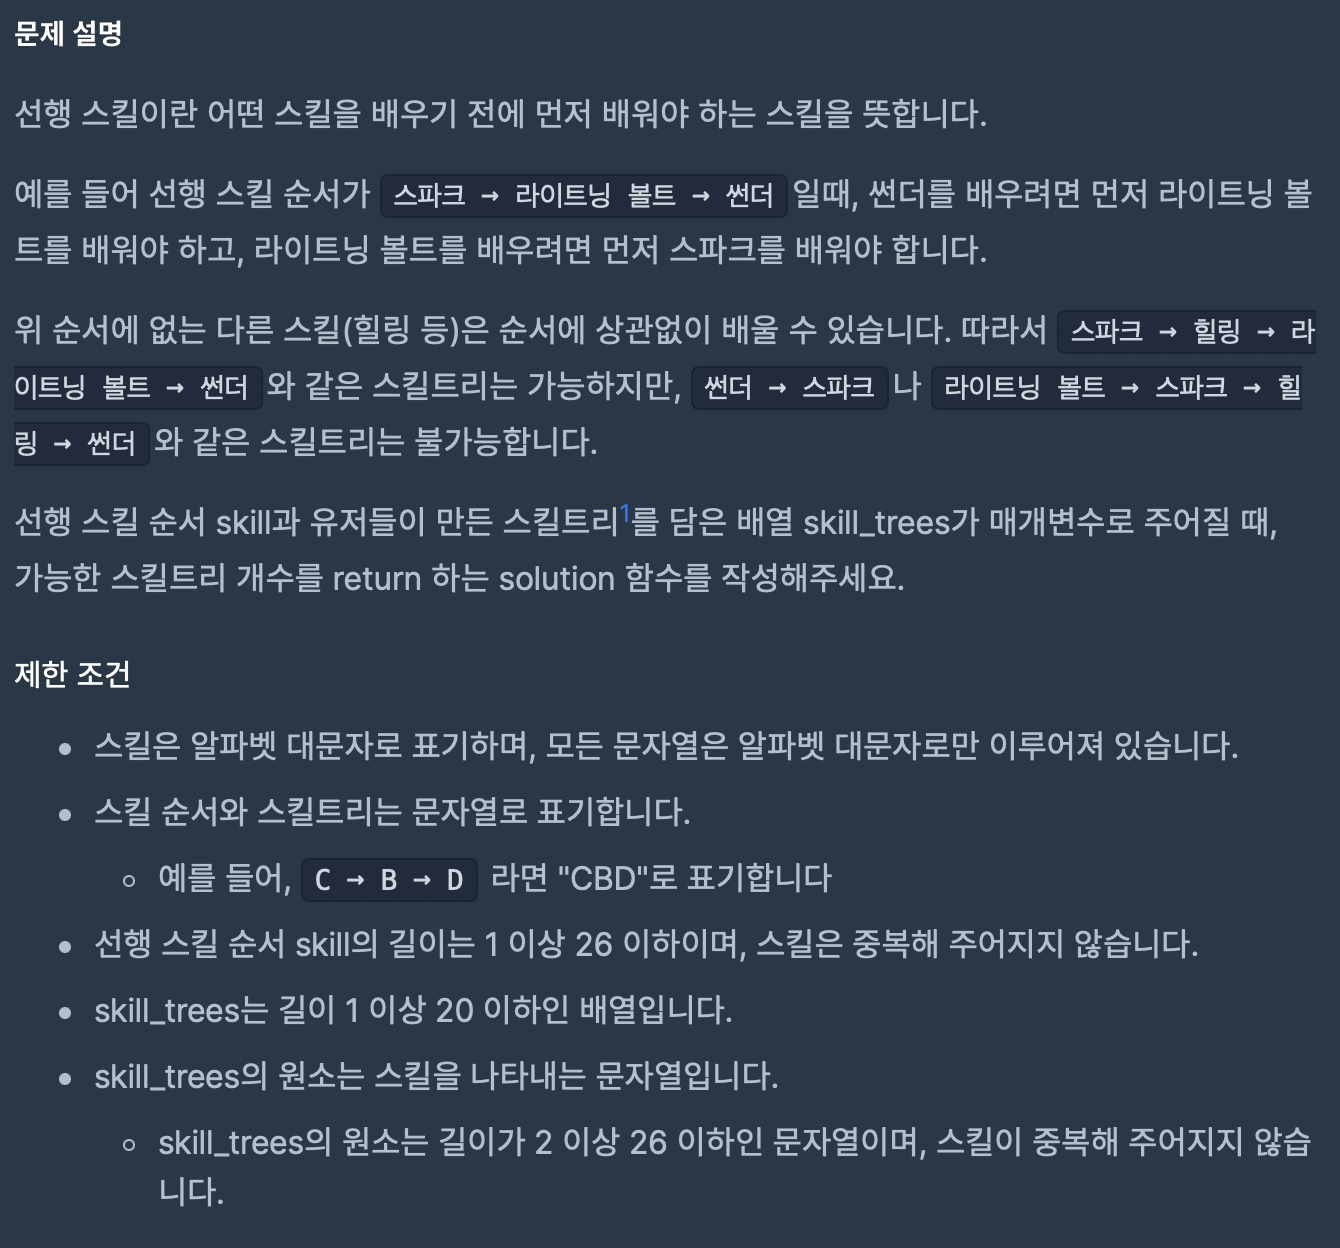 문제 설명
선행 스킬이란 어떤 스킬을 배우기 전에 먼저 배워야 하는 스킬을 뜻합니다.
예를 들어 선행 스킬 순서가 스파크 → 라이트닝 볼트 → 썬더일때, 썬더를 배우려면 먼저 라이트닝 볼
트를 배워야 하고, 라이트닝 볼트를 배우려면 먼저 스파크를 배워야 합니다.
위 순서에 없는 다른 스킬(힐링 등)은 순서에 상관없이 배울 수 있습니다. 따라서 스파크 → 힐링 → 라
이트닝 볼트 → 썬더와 같은 스킬트리는 가능하지만, 썬더 → 스파크나 라이트닝 볼트 → 스파크 → 힐
링 → 썬더와 같은 스킬트리는 불가능합니다.
선행 스킬 순서 skill과 유저들이 만든 스킬트리1를 담은 배열 skill_trees가 매개변수로 주어질 때,
가능한 스킬트리 개수를 return 하는 solution 함수를 작성해주세요.
제한 조건
• 스킬은 알파벳 대문자로 표기하며, 모든 문자열은 알파벳 대문자로만 이루어져 있습니다.
• 스킬 순서와 스킬트리는 문자열로 표기합니다.
◦ 예를 들어, C → B → D 라면 "CBD"로 표기합니다
• 선행 스킬 순서 skill의 길이는 1 이상 26 이하이며, 스킬은 중복해 주어지지 않습니다.
• skill_trees는 길이 1 이상 20 이하인 배열입니다.
• skill_trees의 원소는 스킬을 나타내는 문자열입니다.
◦ skill_trees의 원소는 길이가 2 이상 26 이하인 문자열이며, 스킬이 중복해 주어지지 않습
니다.